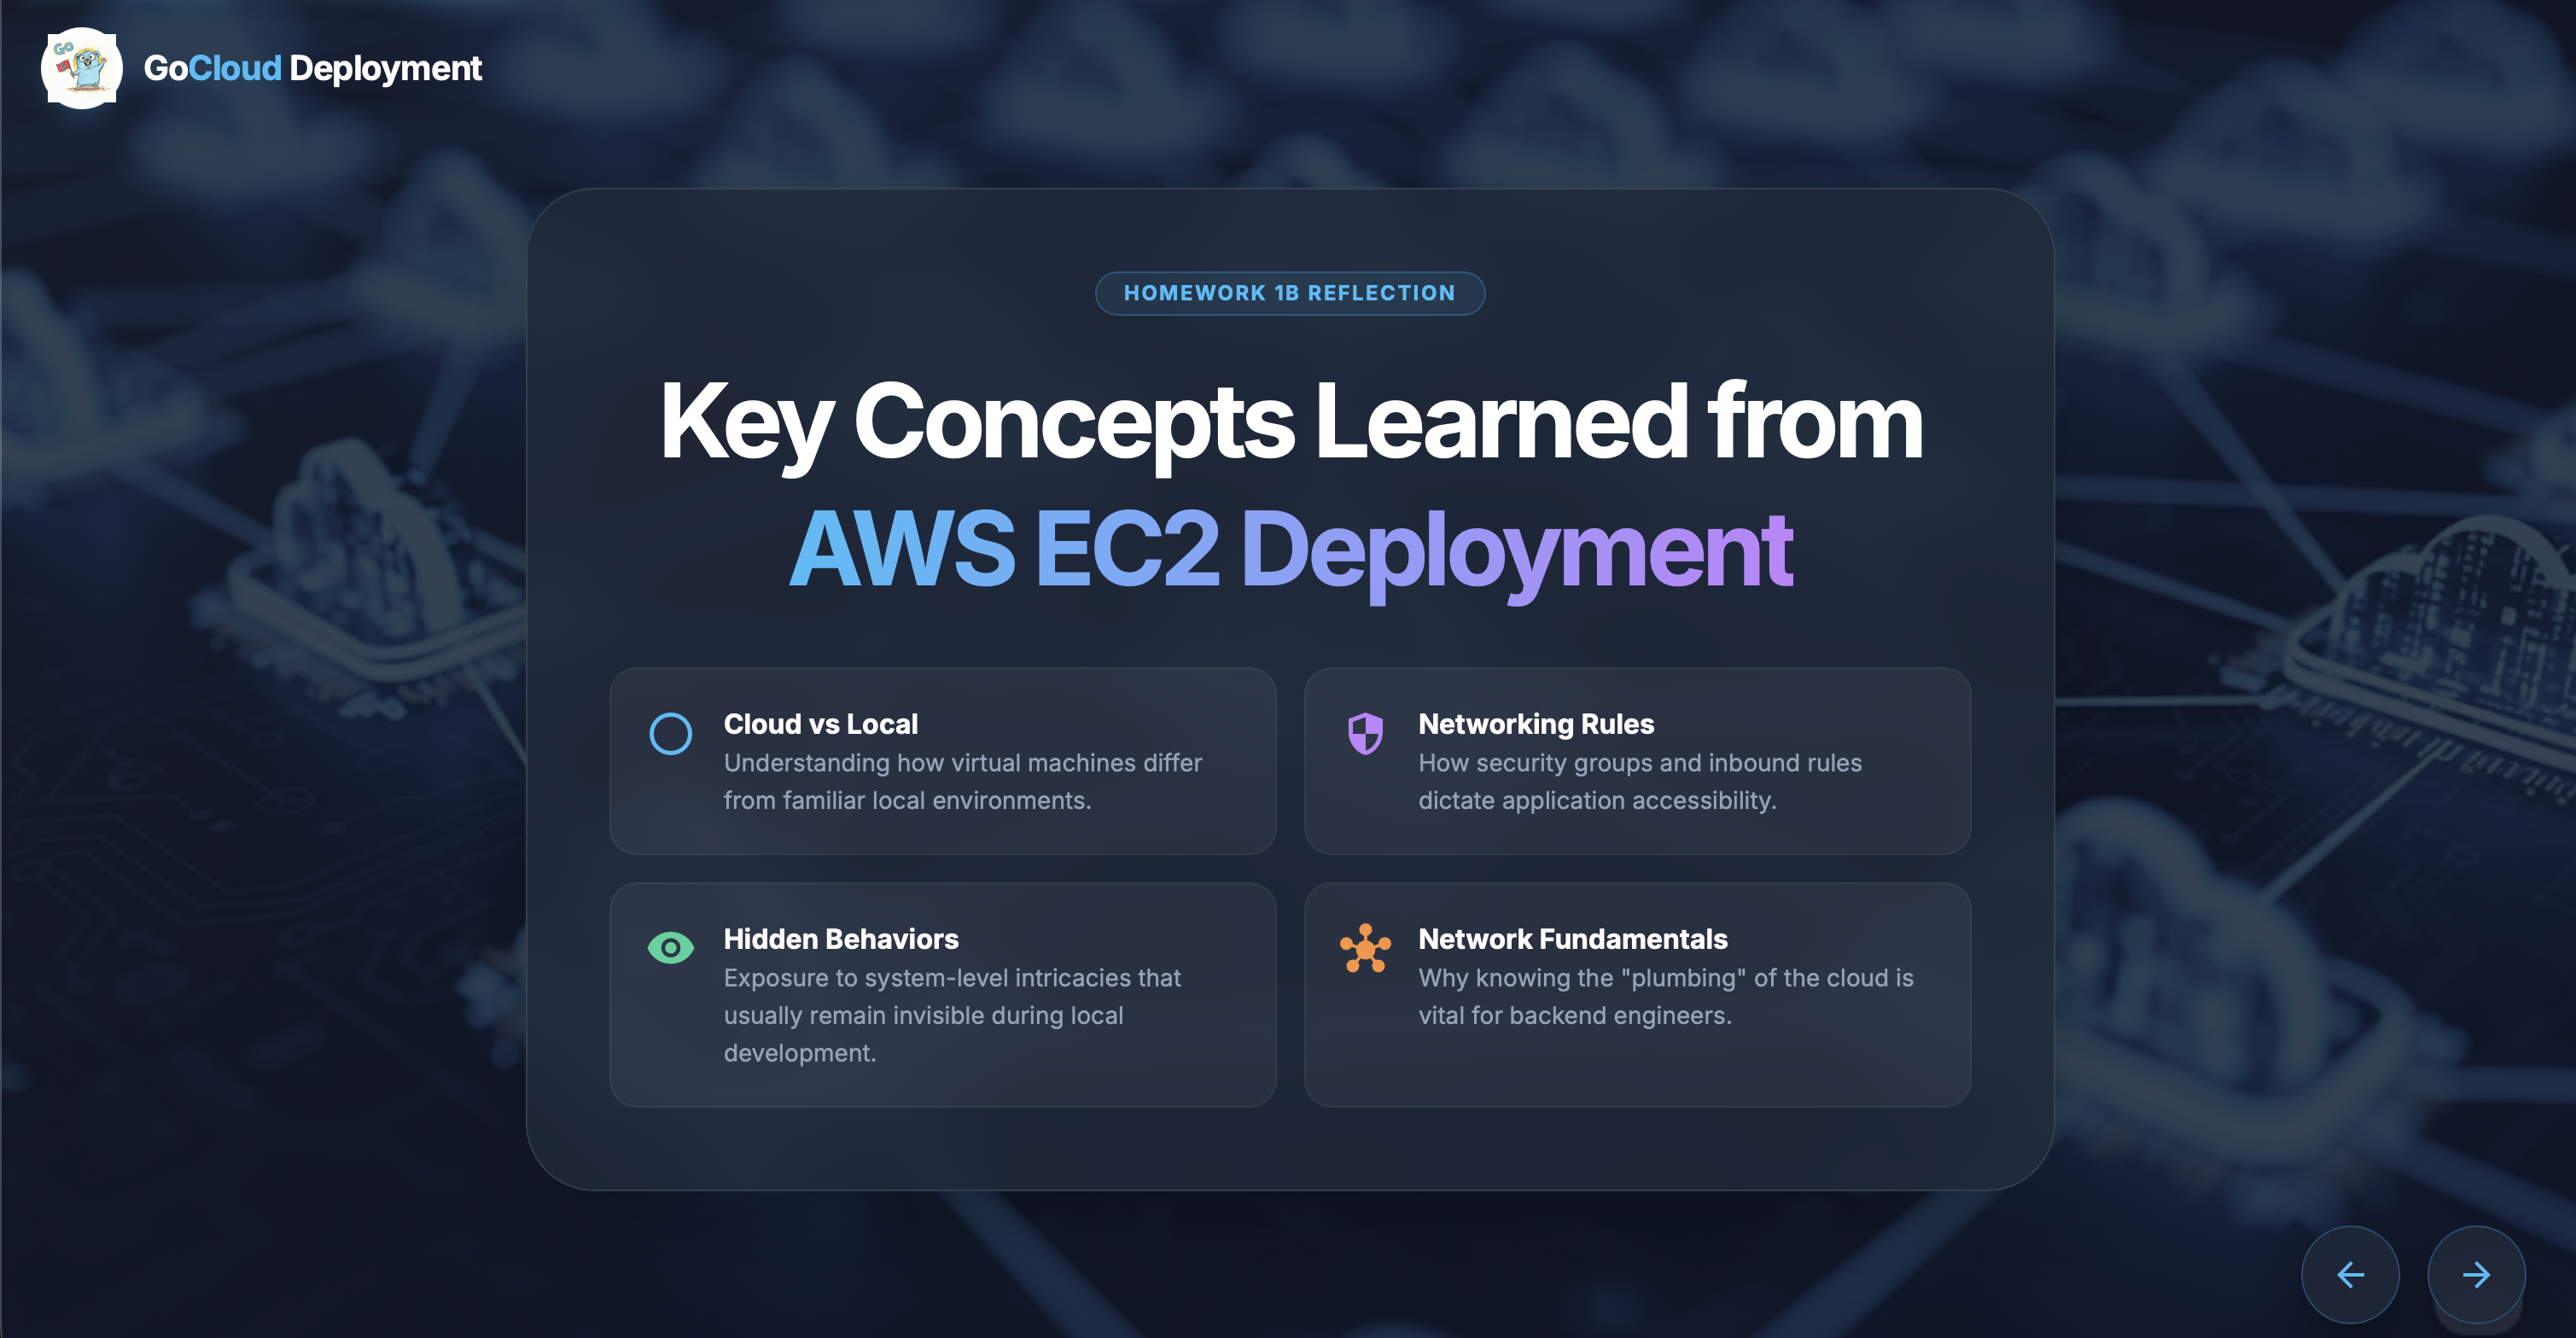 GO
GoCloud Deployment
HOMEWORK 1B REFLECTION
Key Concepts Learned from
AWS EC2 Deployment
Cloud vs Local
Understanding how virtual machines differ
from familiar local environments.
Networking Rules
How security groups and inbound rules
dictate application accessibility.
Hidden Behaviors
Exposure to system-level intricacies that
usually remain invisible during local
development.
Network Fundamentals
Why knowing the "plumbing" of the cloud is
vital for backend engineers.